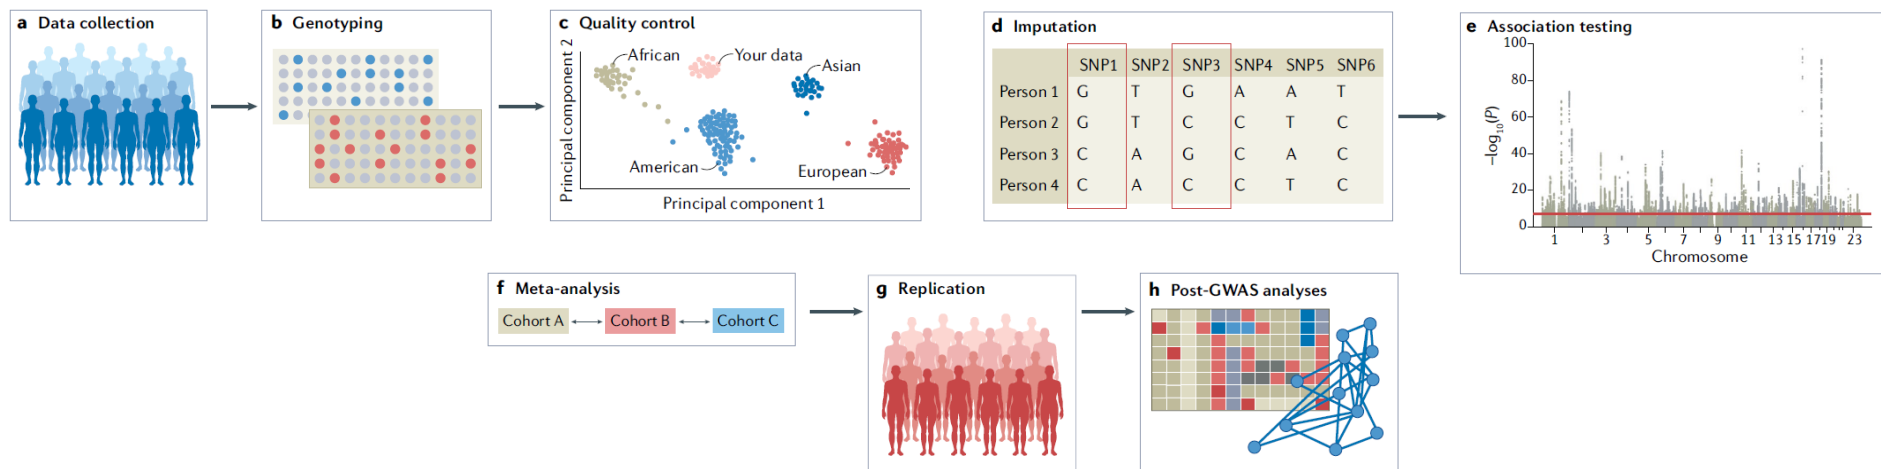 a Data collection
b Genotyping
c Quality control
Principal component 2
African
Your data
Asian
American
European
Principal component 1
d Imputation
SNP1 SNP2 SNP3 SNP4 SNP5 SNP6
Person 1 G T G A A T
Person 2 G T C C T C
Person 3 C A G C A C
Person 4 C A C C T C
e Association testing
–log10(P)
100
80
60
40
20
0
1 3 5 7 9 11 13 15 17 19 23
Chromosome
f Meta-analysis
Cohort A Cohort B Cohort C
g Replication
h Post-GWAS analyses